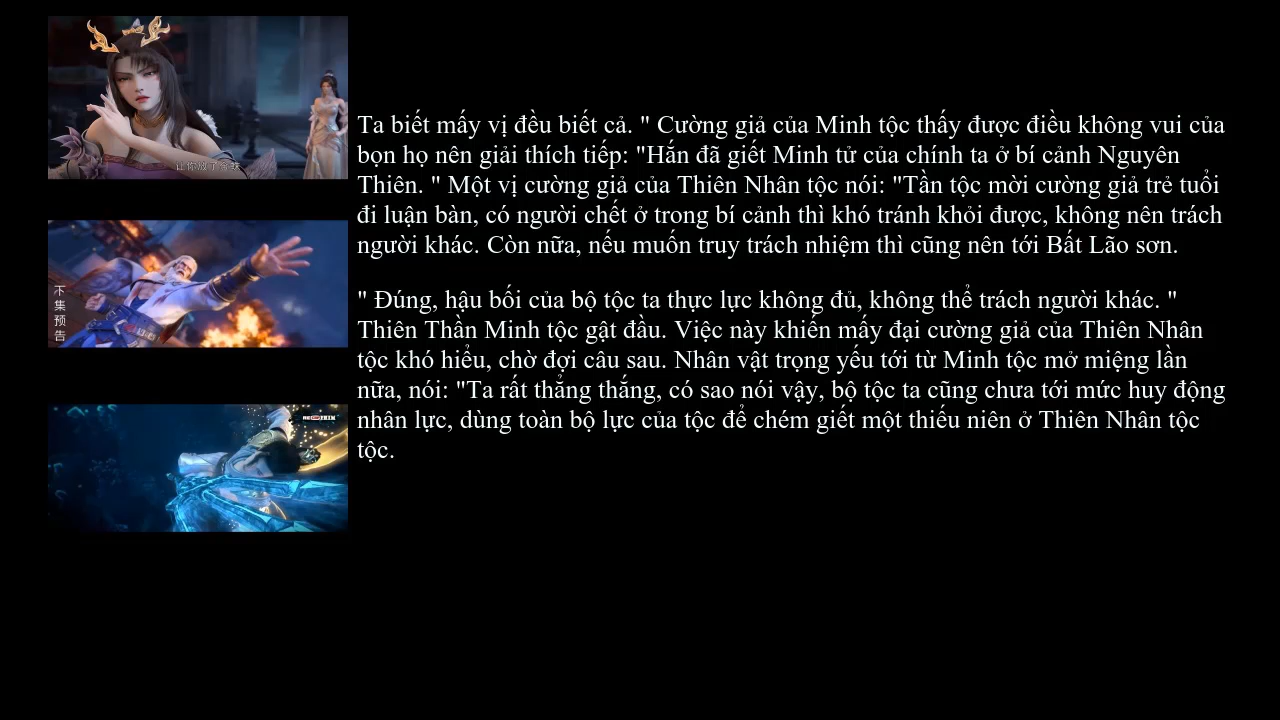 让你放了俞妖
下集预告
Ta biết mấy vị đều biết cả. " Cường giả của Minh tộc thấy được điều không vui của
bọn họ nên giải thích tiếp: "Hắn đã giết Minh tử của chính ta ở bí cảnh Nguyên
Thiên. " Một vị cường giả của Thiên Nhân tộc nói: "Tần tộc mời cường giả trẻ tuổi
đi luận bàn, có người chết ở trong bí cảnh thì khó tránh khỏi được, không nên trách
người khác. Còn nữa, nếu muốn truy trách nhiệm thì cũng nên tới Bất Lão sơn.
" Đúng, hậu bối của bộ tộc ta thực lực không đủ, không thể trách người khác. "
Thiên Thần Minh tộc gật đầu. Việc này khiến mấy đại cường giả của Thiên Nhân
tộc khó hiểu, chờ đợi câu sau. Nhân vật trọng yếu tới từ Minh tộc mở miệng lần
nữa, nói: "Ta rất thẳng thắng, có sao nói vậy, bộ tộc ta cũng chưa tới mức huy động
nhân lực, dùng toàn bộ lực của tộc để chém giết một thiếu niên ở Thiên Nhân tộc
tộc.